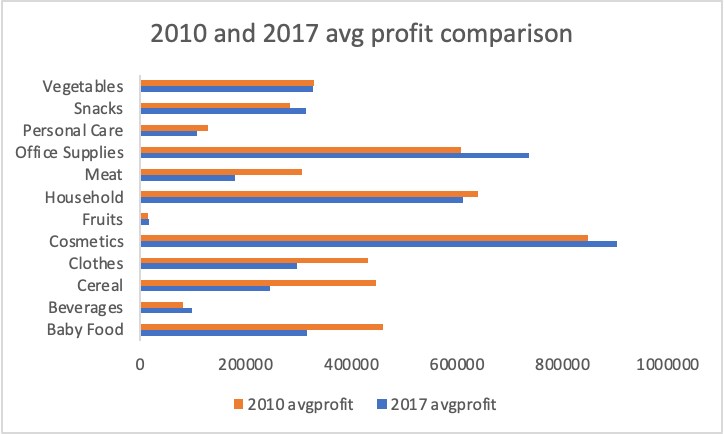 2010 and 2017 avg profit comparison
Vegetables
Snacks
Personal Care
Office Supplies
Meat
Household
Fruits
Cosmetics
Clothes
Cereal
Beverages
Baby Food
0 200000 400000 600000 800000 1000000
2010 avgprofit 2017 avgprofit